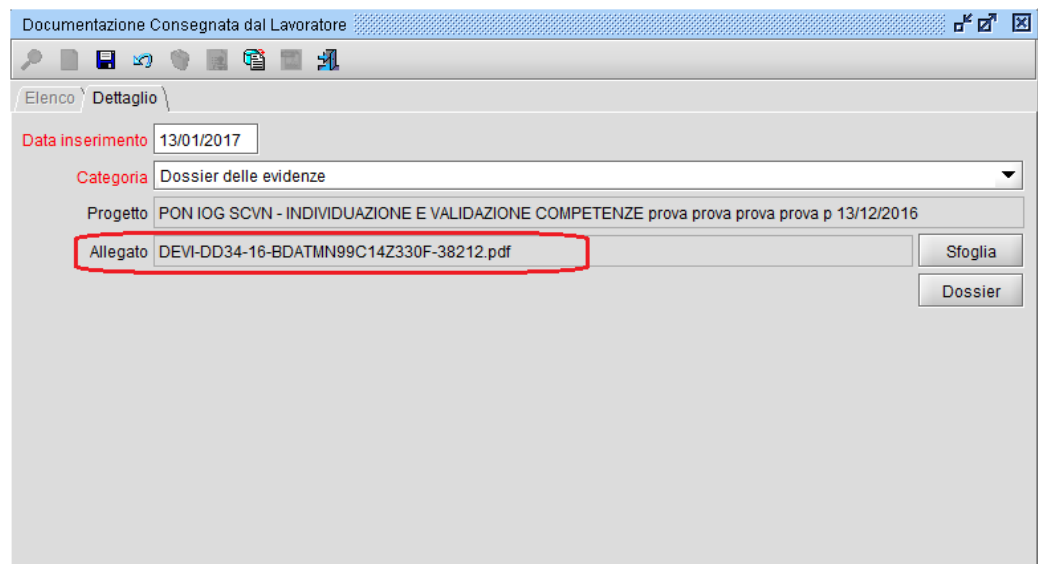 Documentazione Consegnata dal Lavoratore
Elenco Dettaglio
Data inserimento 13/01/2017
Categoria Dossier delle evidenze
Progetto PON IOG SCVN - INDIVIDUAZIONE E VALIDAZIONE COMPETENZE prova prova prova prova p 13/12/2016
Allegato DEVI-DD34-16-BDATMN99C14Z330F-38212.pdf Sfoglia
Dossier